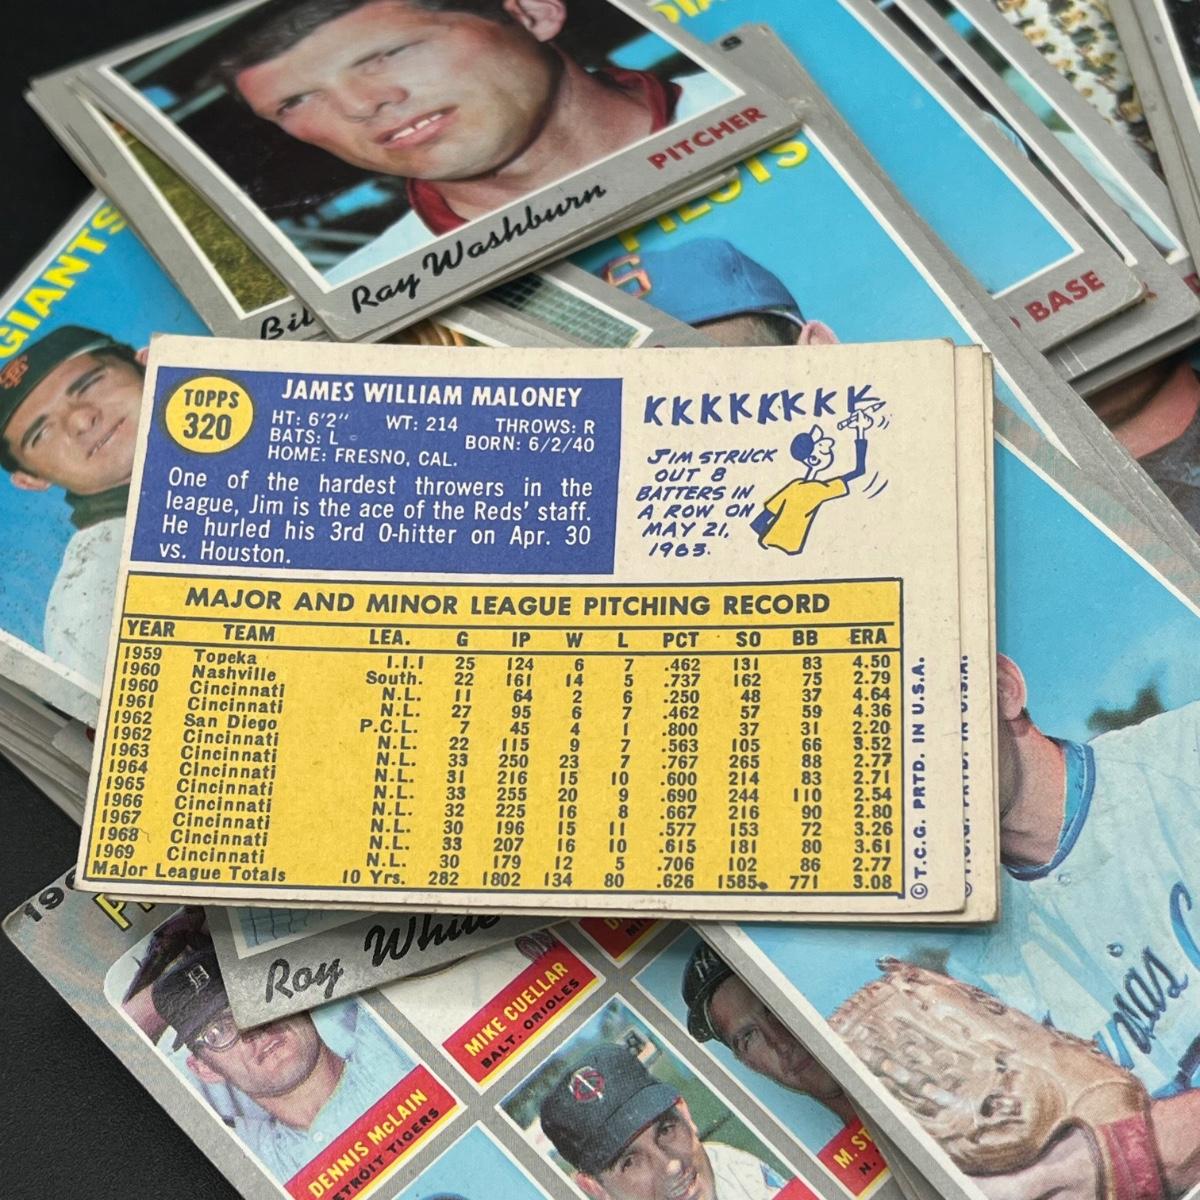 PITCHER
Ray Washburn
Bil
GIANTS
BASE
TOPPS
320
JAMES WILLIAM MALONEY
HT: 6'2" WT: 214 THROWS: R
BATS: L BORN: 6/2/40
HOME: FRESNO, CAL.
One of the hardest throwers in the
league, Jim is the ace of the Reds' staff.
He hurled his 3rd 0-hitter on Apr. 30
vs. Houston.
KKKKKKKK
JIM STRUCK
OUT 8
BATTERS IN
A ROW ON
MAY 21,
1963.
MAJOR AND MINOR LEAGUE PITCHING RECORD
YEAR TEAM LEA. G IP W L PCT SO BB ERA
1959 Topeka I.I.I 25 124 6 7 .462 131 83 4.50
1960 Nashville South. 22 161 14 5 .737 162 75 2.79
1960 Cincinnati N.L. 11 64 2 6 .250 48 37 4.64
1961 Cincinnati N.L. 27 95 6 7 .462 57 59 4.36
1962 San Diego P.C.L. 7 45 4 1 .800 37 31 2.20
1962 Cincinnati N.L. 22 115 9 7 .563 105 66 3.52
1963 Cincinnati N.L. 33 250 23 7 .767 265 88 2.77
1964 Cincinnati N.L. 31 216 15 10 .600 214 83 2.71
1965 Cincinnati N.L. 33 255 20 9 .690 244 110 2.54
1966 Cincinnati N.L. 32 225 16 8 .667 216 90 2.80
1967 Cincinnati N.L. 30 196 15 11 .577 153 72 3.26
1968 Cincinnati N.L. 33 207 16 10 .615 181 80 3.61
1969 Cincinnati N.L. 30 179 12 5 .706 102 86 2.77
Major League Totals 10 Yrs. 282 1802 134 80 .626 1585 771 3.08
© T.C.G. PRTD. IN U.S.A.
Roy White
MIKE CUELLAR
BALT. ORIOLES
DENNIS McLAIN
DETROIT TIGERS
M. ST
N.